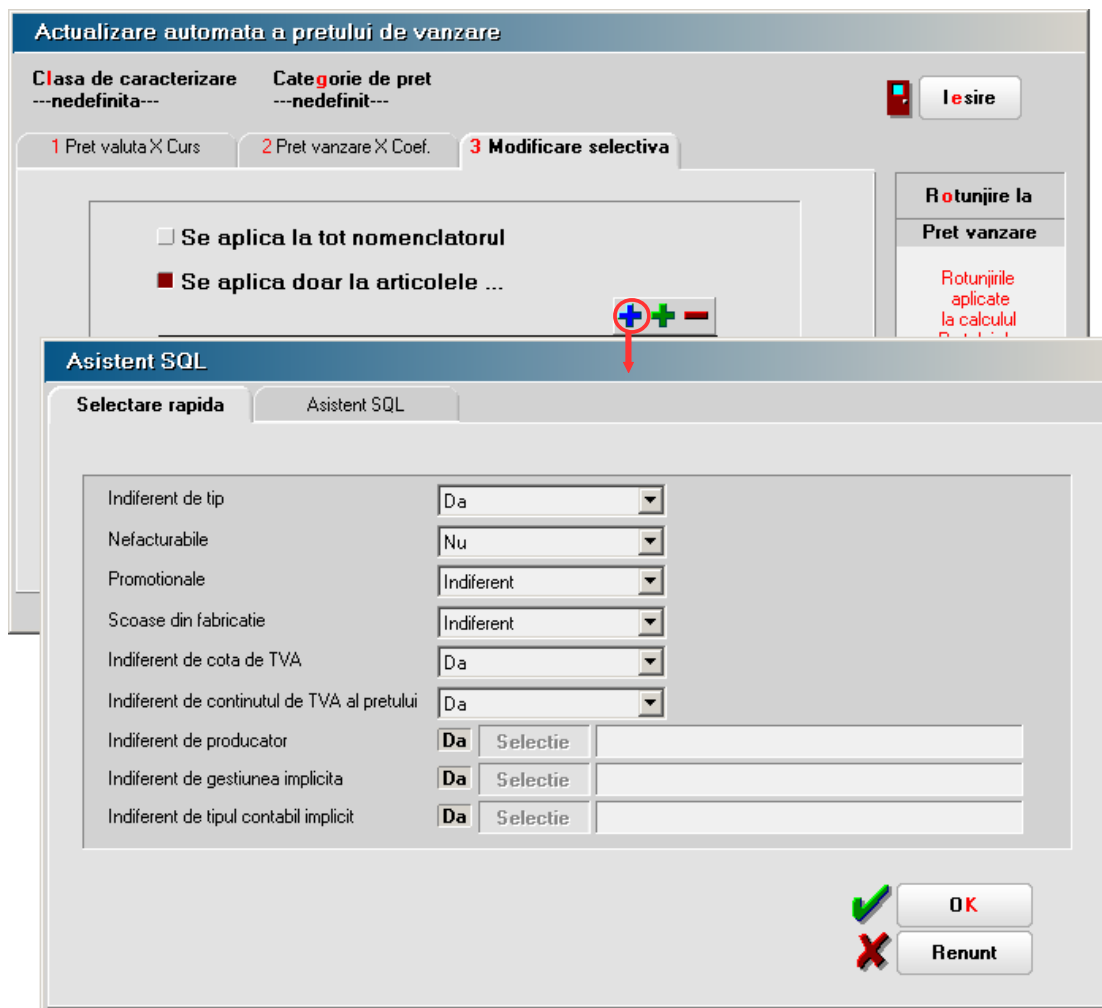 Actualizare automata a pretului de vanzare
Clasa de caracterizare Categorie de pret
---nedefinita--- ---nedefinit---
Iesire
1 Pret valuta X Curs 2 Pret vanzare X Coef. 3 Modificare selectiva
Rotunjire la
Pret vanzare
Se aplica la tot nomenclatorul
Se aplica doar la articolele ...
Rotunjirile
aplicate
la calculul
Asistent SQL
Selectare rapida Asistent SQL
Indiferent de tip Da
Nefacturabile Nu
Promotionale Indiferent
Scoase din fabricatie Indiferent
Indiferent de cota de TVA Da
Indiferent de continutul de TVA al pretului Da
Indiferent de producator Da Selectie
Indiferent de gestiunea implicita Da Selectie
Indiferent de tipul contabil implicit Da Selectie
OK
Renunt